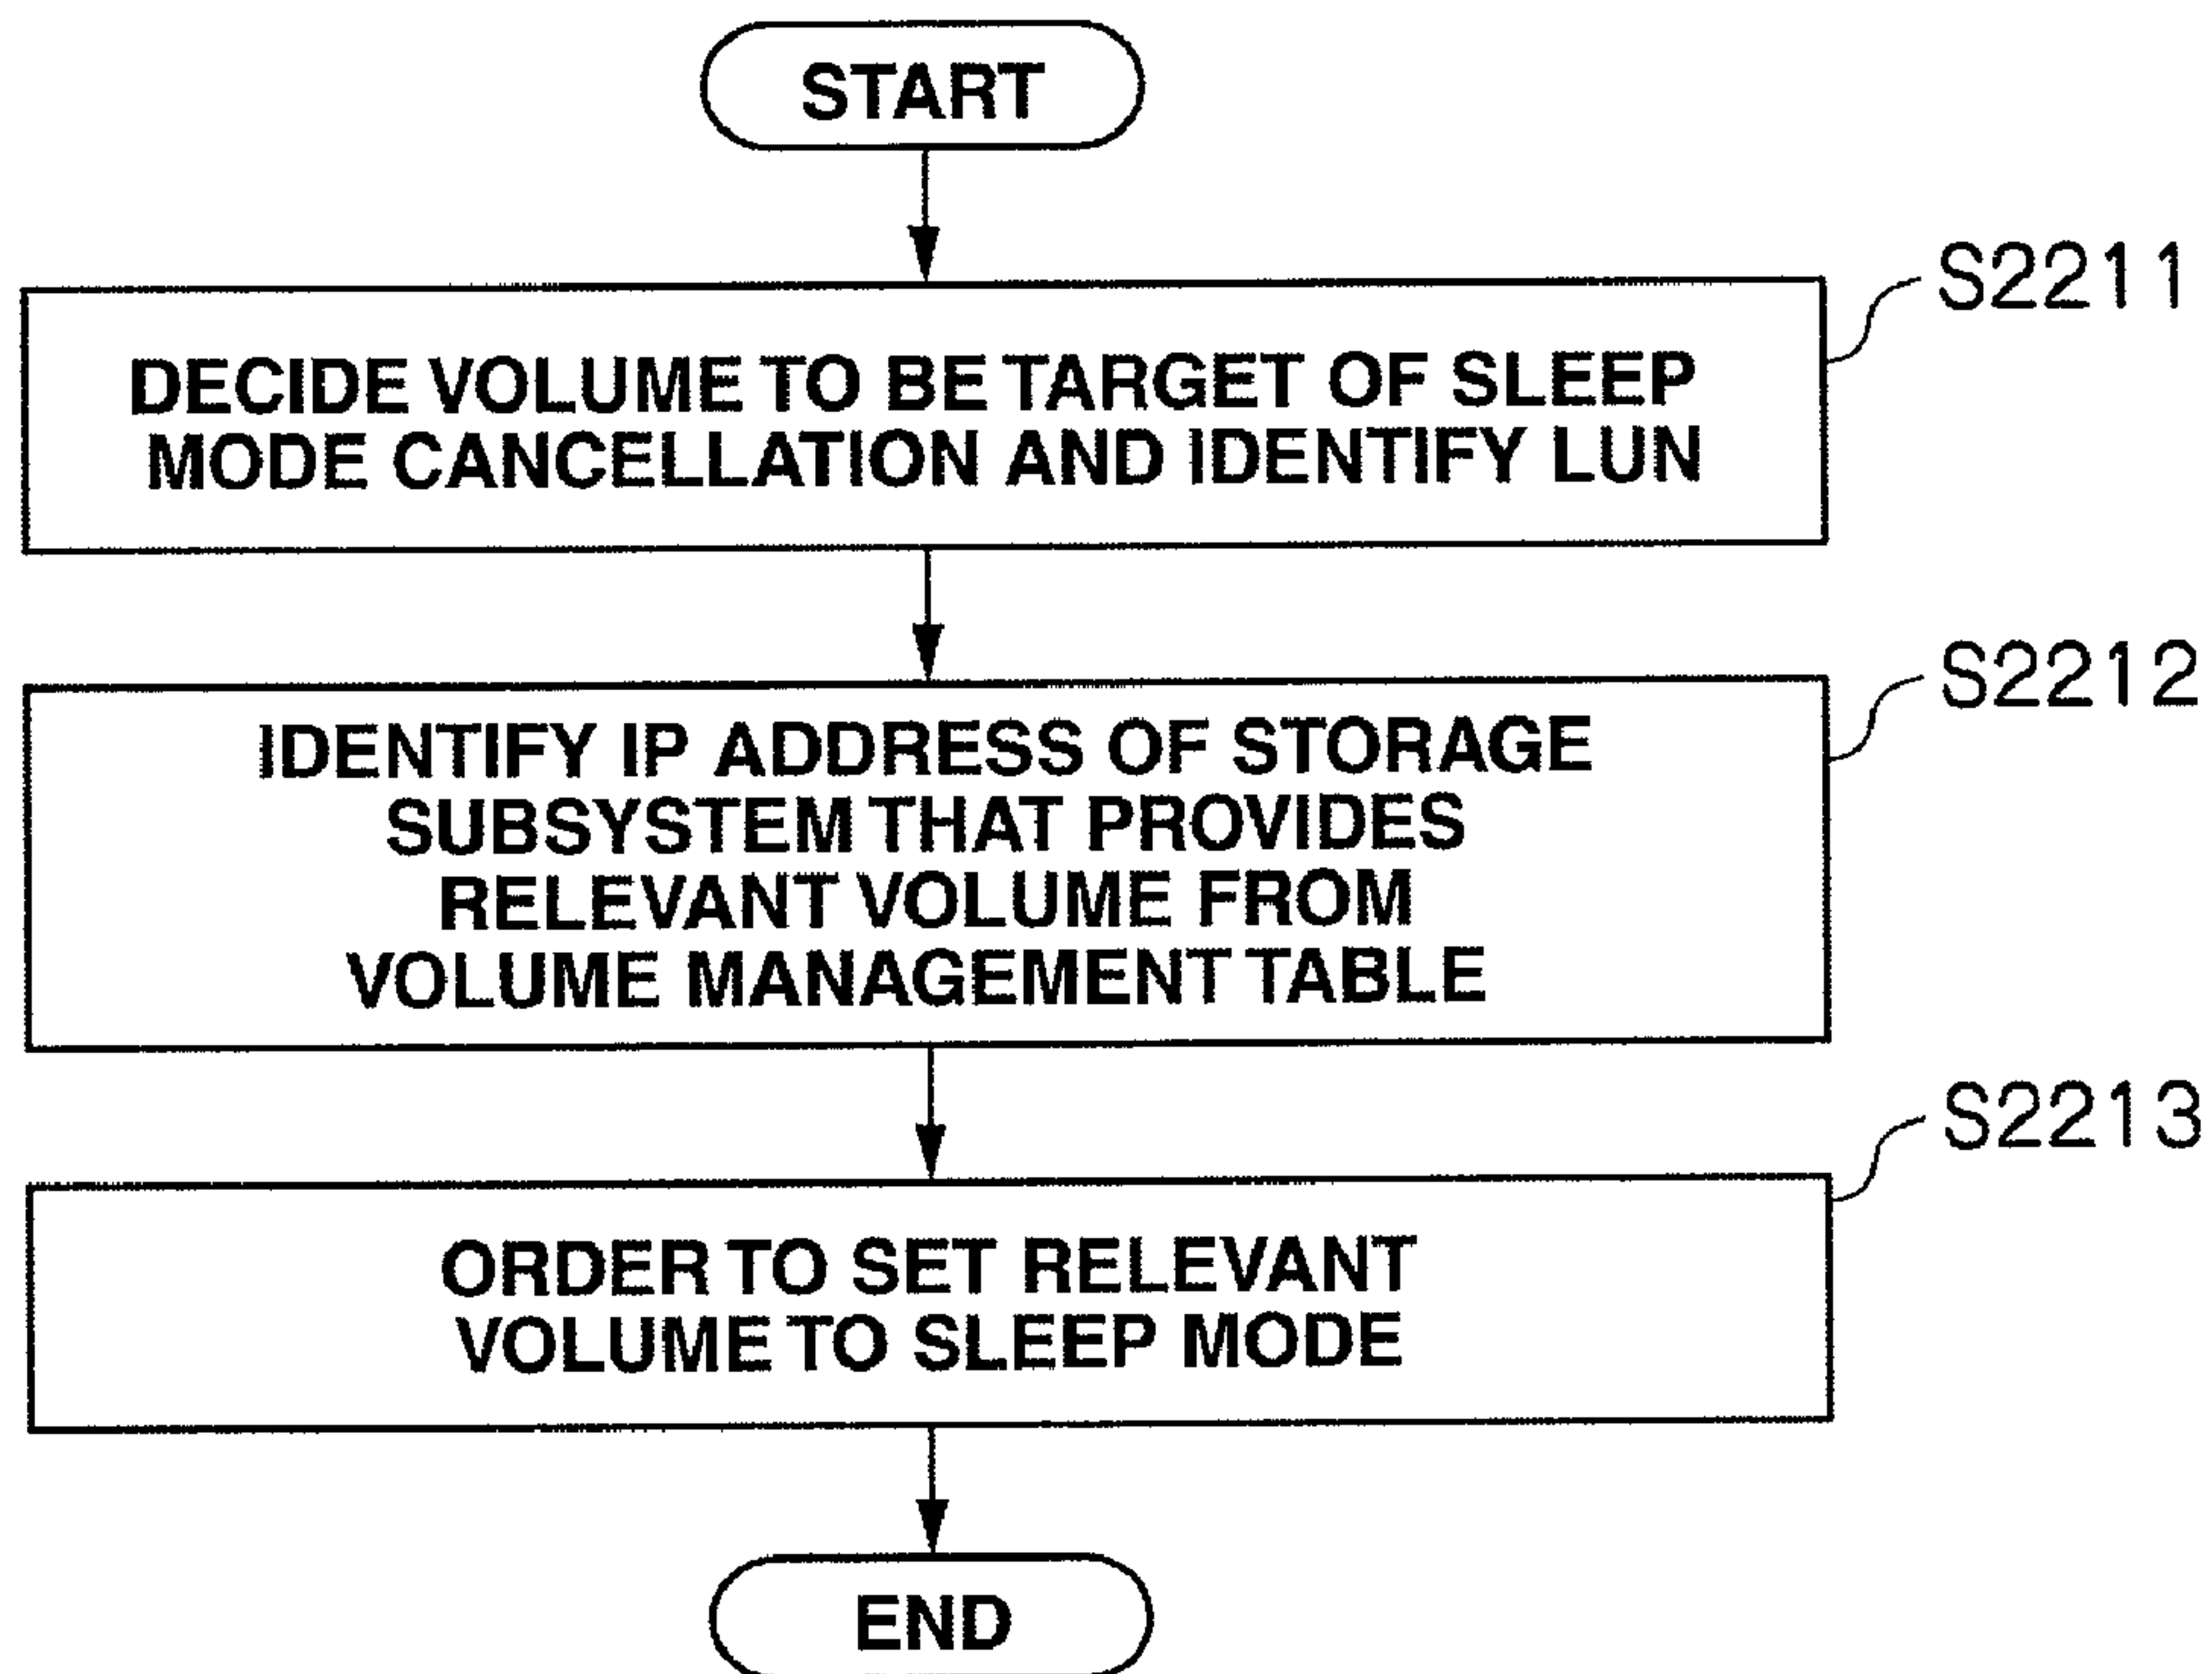 START
S2211
DECIDE VOLUME TO BE TARGET OF SLEEP
MODE CANCELLATION AND IDENTIFY LUN
S2212
IDENTIFY IP ADDRESS OF STORAGE
SUBSYSTEM THAT PROVIDES
RELEVANT VOLUME FROM
VOLUME MANAGEMENT TABLE
S2213
ORDER TO SET RELEVANT
VOLUME TO SLEEP MODE
END